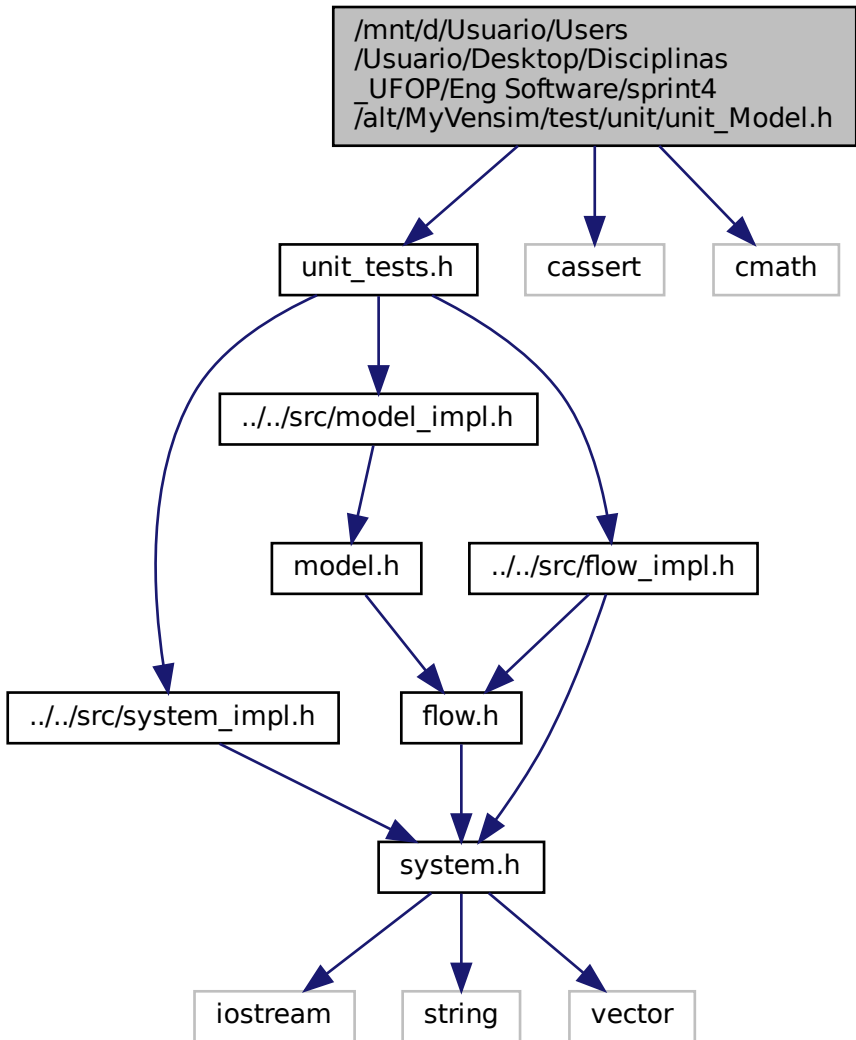 /mnt/d/Usuario/Users
/Usuario/Desktop/Disciplinas
_UFOP/Eng Software/sprint4
/alt/MyVensim/test/unit/unit_Model.h
unit_tests.h
cassert
cmath
../../src/model_impl.h
model.h
../../src/flow_impl.h
../../src/system_impl.h
flow.h
system.h
iostream
string
vector